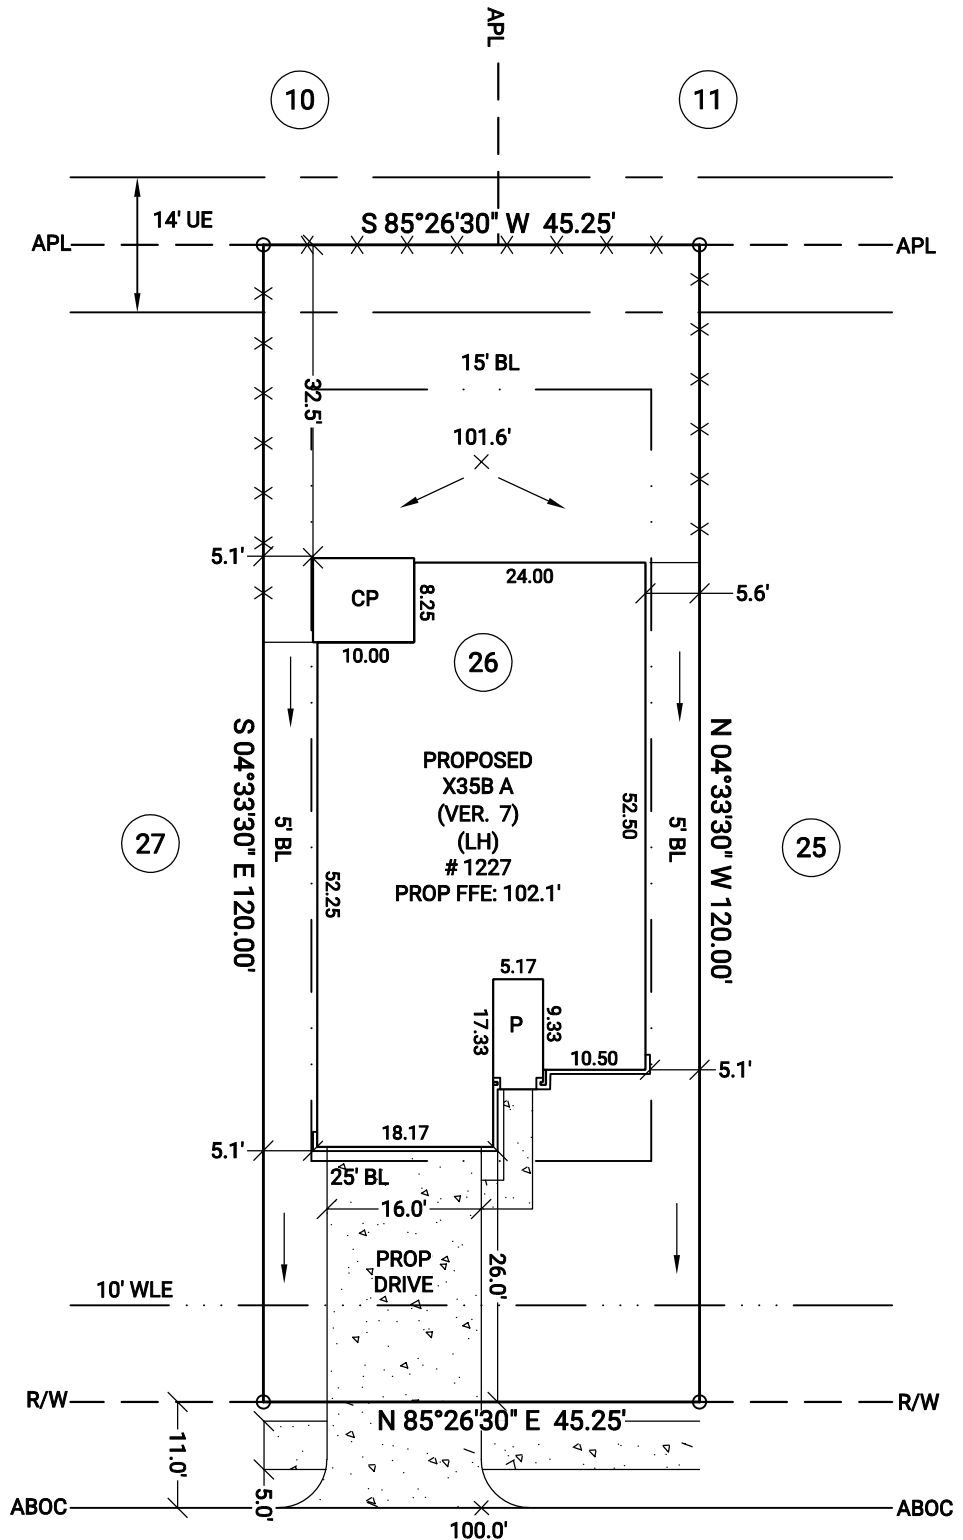 APL
10
11
14' UE
S 85°26'30" W 45.25'
APL
APL
15' BL
32.5'
101.6'
5.1'
24.00
CP
8.25
5.6'
10.00
26
S 04°33'30" E 120.00'
N 04°33'30" W 120.00'
PROPOSED
X35B A
(VER. 7)
(LH)
# 1227
PROP FFE: 102.1'
52.50
5' BL
5' BL
27
25
52.25
5.17
17.33
P
9.33
10.50
5.1'
18.17
5.1'
25' BL
16.0'
PROP
DRIVE
26.0'
10' WLE
R/W
R/W
N 85°26'30" E 45.25'
11.0'
5.0'
ABOC
ABOC
100.0'